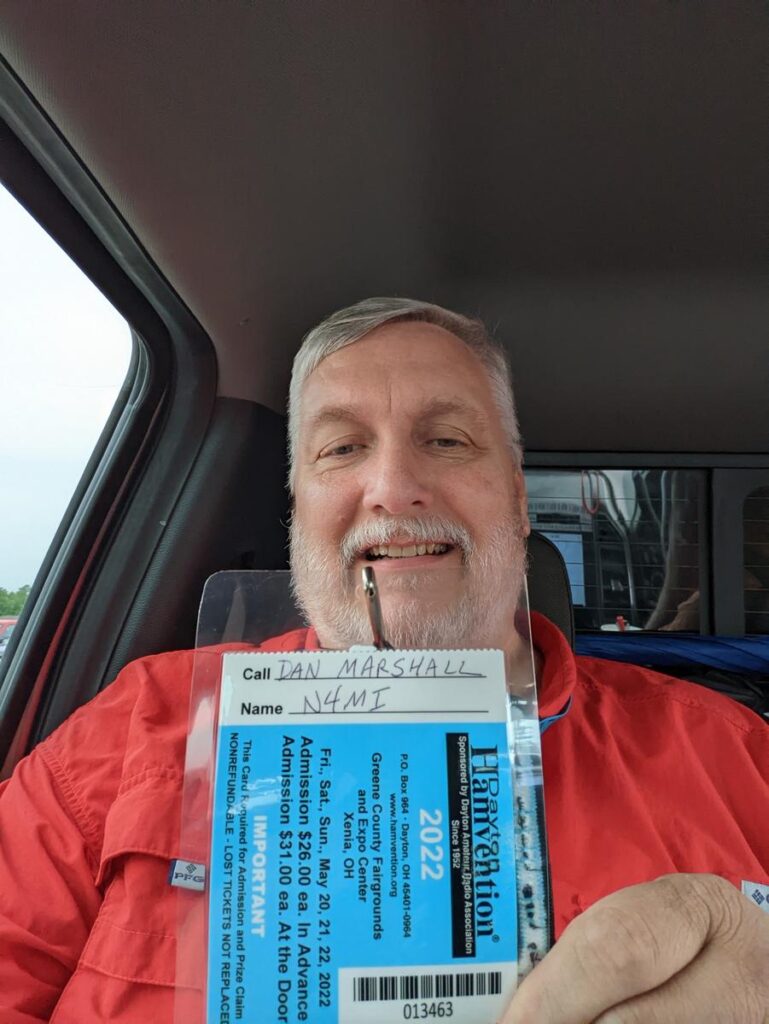 Call DAN MARSHALL
Name N4MI
Dayton
Hamvention®
Sponsored by Dayton Amateur Radio Association
Since 1952
2022
P.O. Box 964 · Dayton, OH 45401-0964
www.hamvention.org
Greene County Fairgrounds
and Expo Center
Xenia, OH
Fri., Sat., Sun., May 20, 21, 22, 2022
Admission $26.00 ea. In Advance
Admission $31.00 ea. At the Door
IMPORTANT
This Card Required for Admission and Prize Claim
NONREFUNDABLE - LOST TICKETS NOT REPLACED
013463
PFG